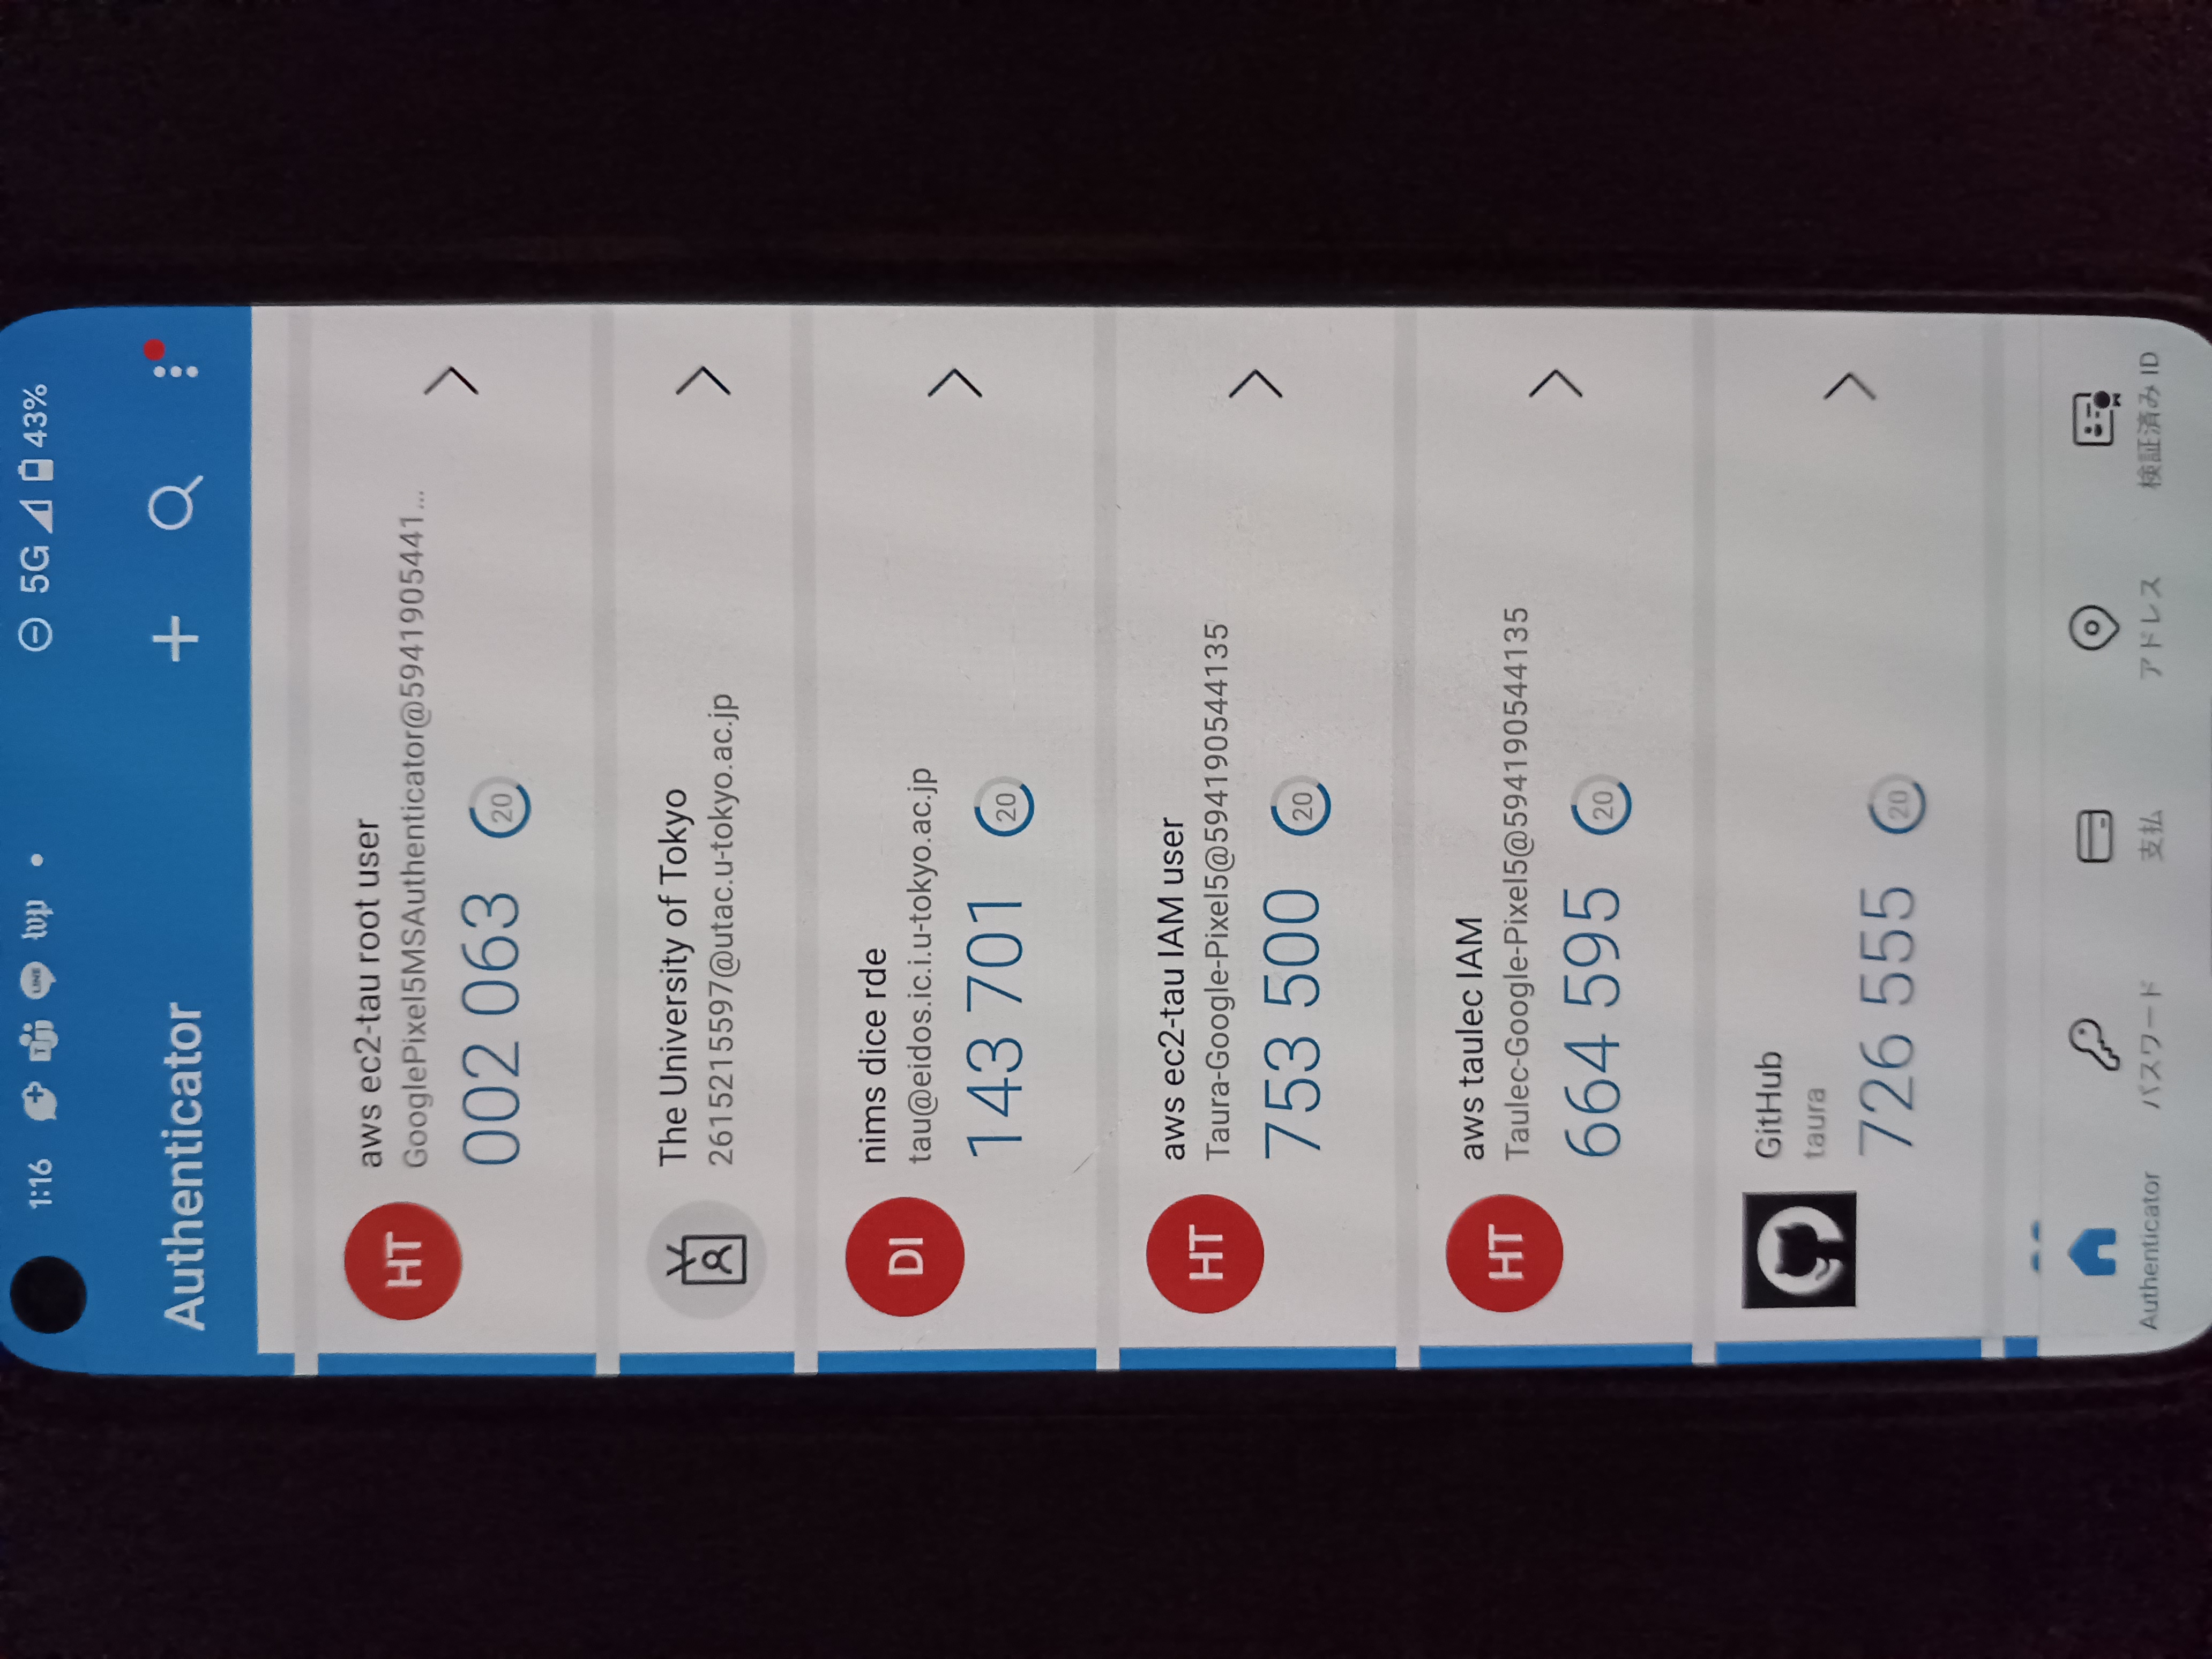 1:16 LINE tvp 5G 43%
Authenticator
HT
aws ec2-tau root user
GooglePixel5MSAuthenticator@5941905441...
002 063 20
The University of Tokyo
2615215597@utac.u-tokyo.ac.jp
DI
nims dice rde
tau@eidos.ic.i.u-tokyo.ac.jp
143 701 20
HT
aws ec2-tau IAM user
Taura-Google-Pixel5@594190544135
753 500 20
HT
aws taulec IAM
Taulec-Google-Pixel5@594190544135
664 595 20
GitHub
taura
726 555 20
Authenticator パスワード 支払 アドレス 検証済み ID